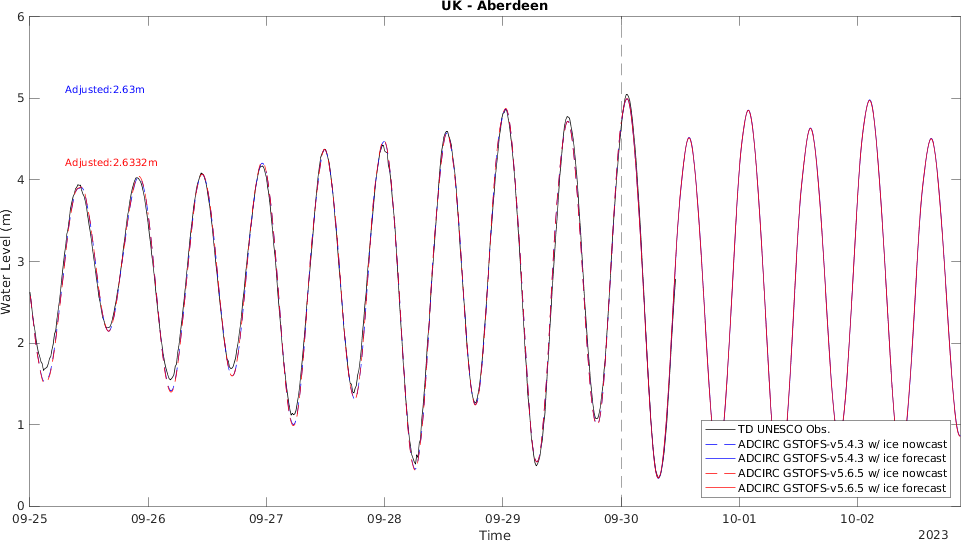 UK - Aberdeen
6
5
4
3
2
1
0
Water Level (m)
Adjusted:2.63m
Adjusted:2.6332m
TD UNESCO Obs.
ADCIRC GSTOFS-v5.4.3 w/ ice nowcast
ADCIRC GSTOFS-v5.4.3 w/ ice forecast
ADCIRC GSTOFS-v5.6.5 w/ ice nowcast
ADCIRC GSTOFS-v5.6.5 w/ ice forecast
09-25 09-26 09-27 09-28 09-29 09-30 10-01 10-02
Time
2023